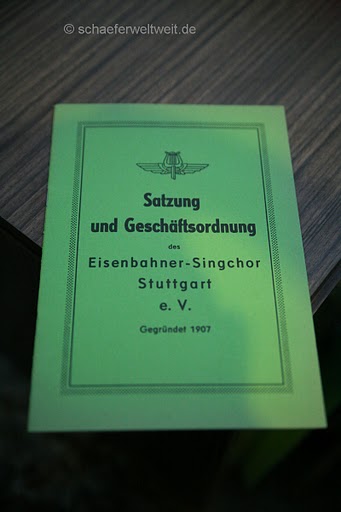 © schaeferweltweit.de
Satzung
und Geschäftsordnung
des
Eisenbahner-Singchor
Stuttgart
e. V.
Gegründet 1907